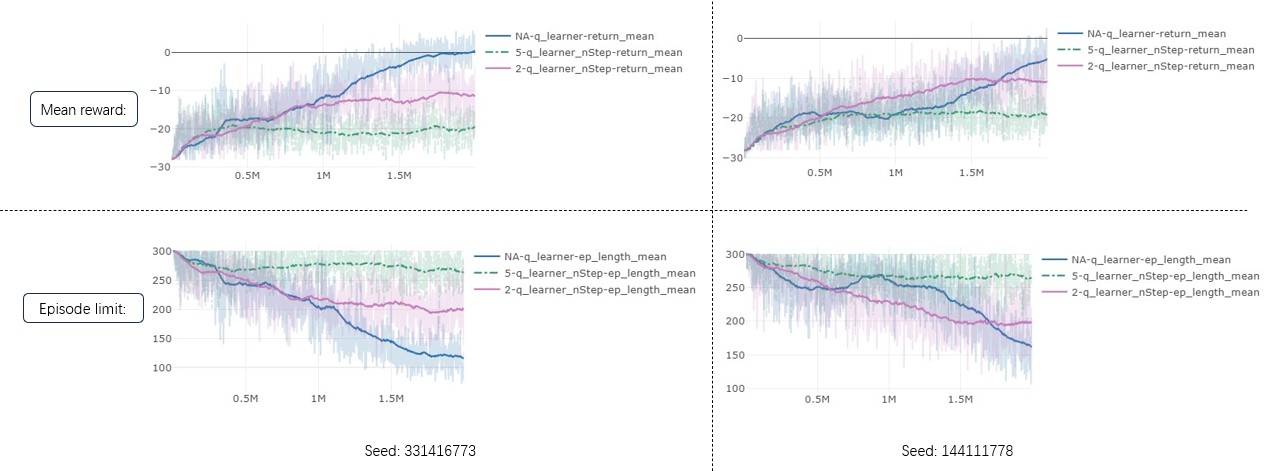 Mean reward:
0
−10
−20
−30
0.5M
1M
1.5M
NA-q_learner-return_mean
5-q_learner_nStep-return_mean
2-q_learner_nStep-return_mean
0
−10
−20
−30
0.5M
1M
1.5M
NA-q_learner-return_mean
5-q_learner_nStep-return_mean
2-q_learner_nStep-return_mean
Episode limit:
300
250
200
150
100
0.5M
1M
1.5M
NA-q_learner-ep_length_mean
5-q_learner_nStep-ep_length_mean
2-q_learner_nStep-ep_length_mean
300
250
200
150
100
0.5M
1M
1.5M
NA-q_learner-ep_length_mean
5-q_learner_nStep-ep_length_mean
2-q_learner_nStep-ep_length_mean
Seed: 331416773
Seed: 144111778